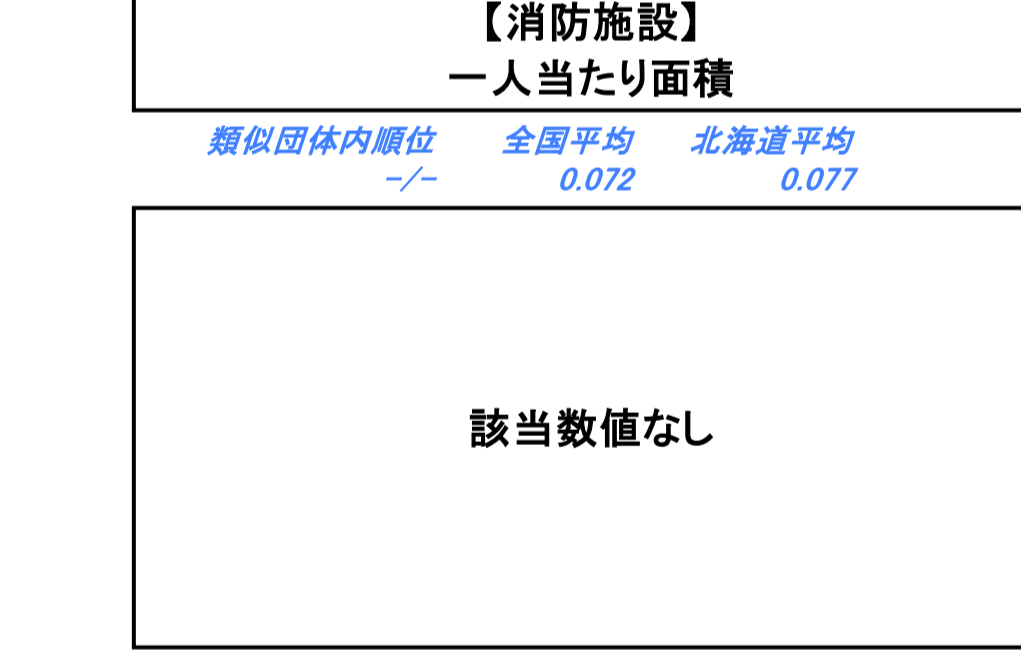 【消防施設】
一人当たり面積
類似団体内順位 全国平均 北海道平均
-/- 0.072 0.077
該当数値なし